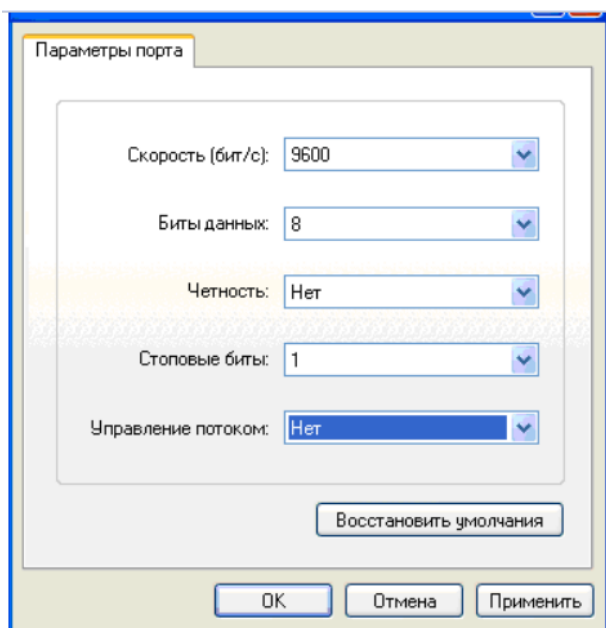 Параметры порта
Скорость (бит/с): 9600
Биты данных: 8
Четность: Нет
Стоповые биты: 1
Управление потоком: Нет
Восстановить умолчания
OK Отмена Применить